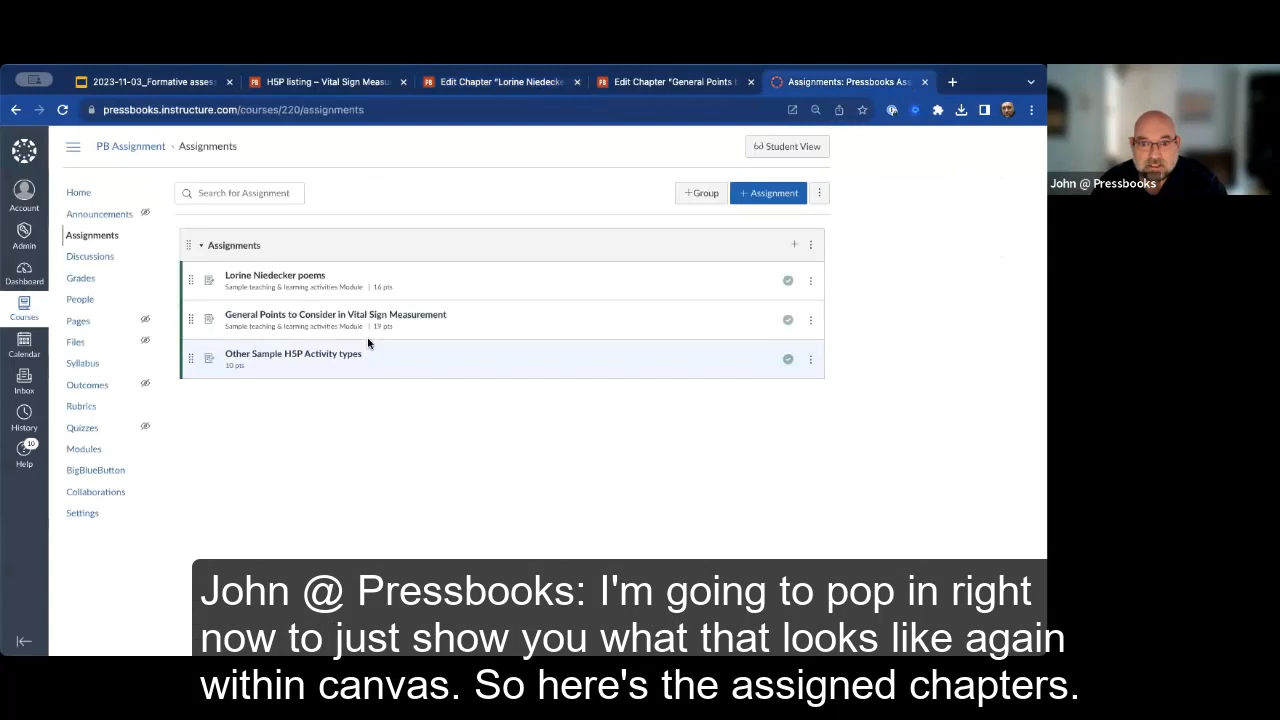 2023-11-03_Formative assess
H5P listing – Vital Sign Measu
Edit Chapter "Lorine Niedecke
Edit Chapter "General Points t
Assignments: Pressbooks Ass
pressbooks.instructure.com/courses/220/assignments
PB Assignment › Assignments
Student View
Account
Admin
Dashboard
Courses
Calendar
Inbox
History
10
Help
Home
Announcements
Assignments
Discussions
Grades
People
Pages
Files
Syllabus
Outcomes
Rubrics
Quizzes
Modules
BigBlueButton
Collaborations
Settings
Search for Assignment
+Group
+ Assignment
Assignments
Lorine Niedecker poems
Sample teaching & learning activities Module | 16 pts
General Points to Consider in Vital Sign Measurement
Sample teaching & learning activities Module | 19 pts
Other Sample H5P Activity types
10 pts
John @ Pressbooks
John @ Pressbooks: I'm going to pop in right
now to just show you what that looks like again
within canvas. So here's the assigned chapters.